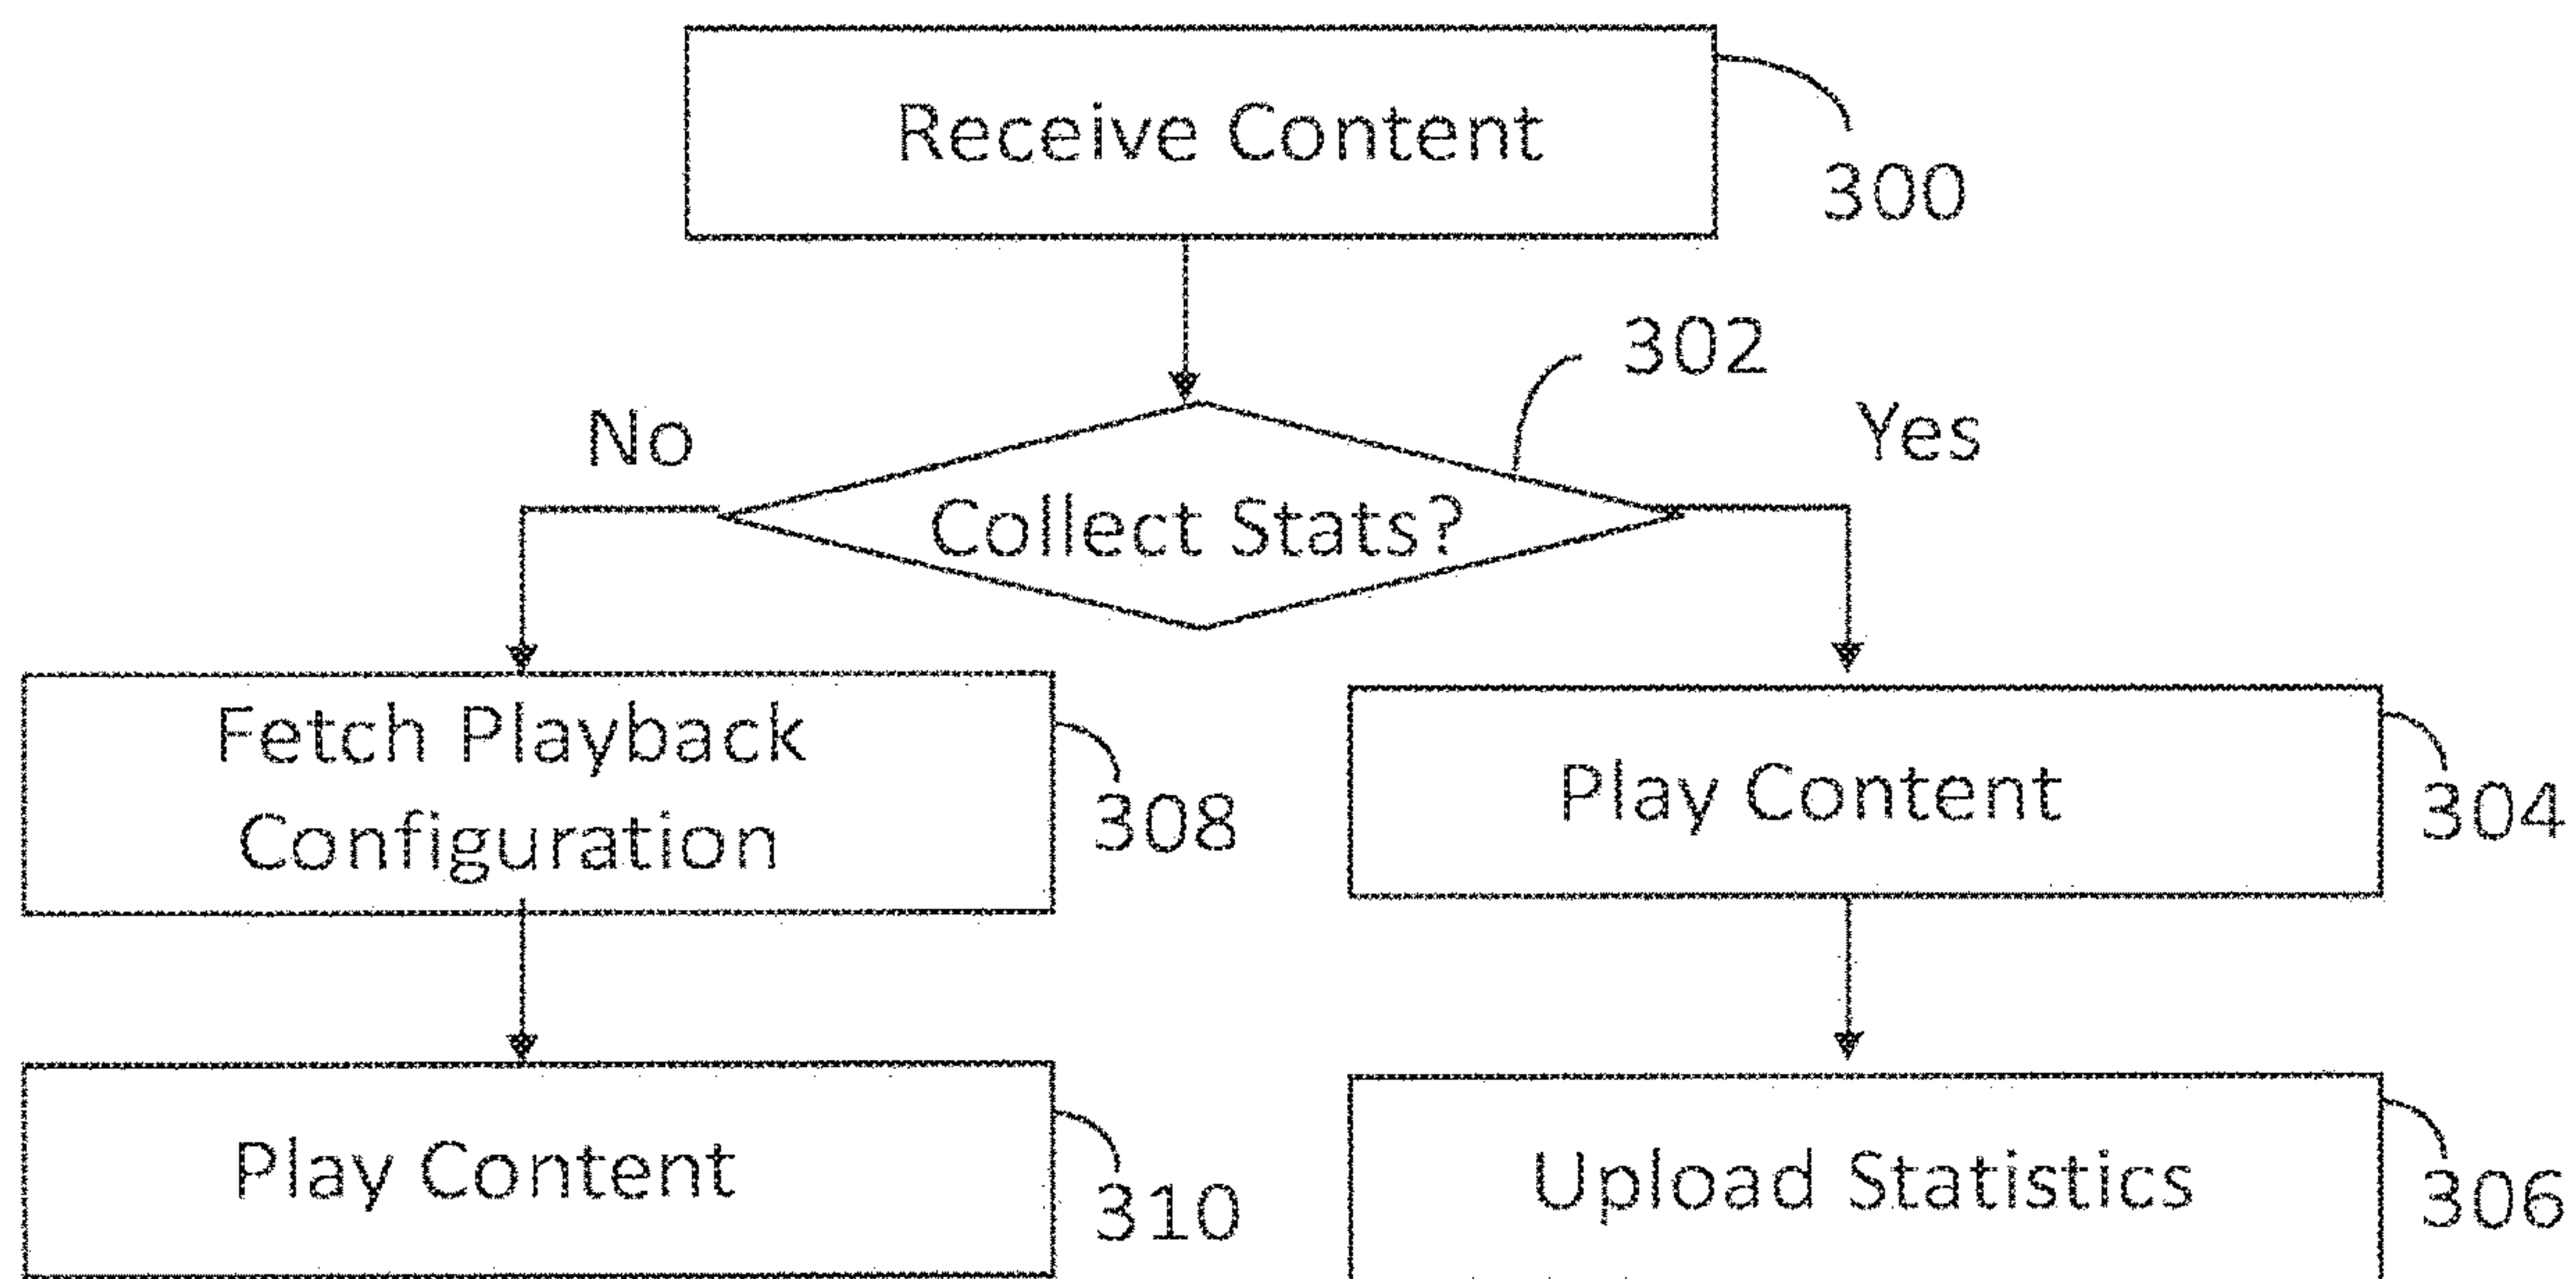 Receive Content
300
302
No
Yes
Collect Stats?
Fetch Playback
Configuration
308
Play Content
304
Play Content
310
Upload Statistics
306